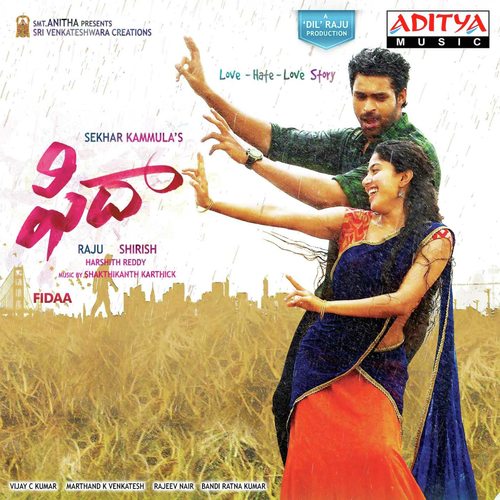 SMT. ANITHA PRESENTS
SRI VENKATESHWARA CREATIONS
A
'DIL' RAJU
PRODUCTION
ADITYA
MUSIC
Love - Hate - Love Story
SEKHAR KAMMULA'S
ఫిదా
RAJU SHIRISH
HARSHITH REDDY
MUSIC BY SHAKTHIKANTH KARTHICK
FIDAA
VIJAY C KUMAR MARTHAND K VENKATESH RAJEEV NAIR BANDI RATNA KUMAR